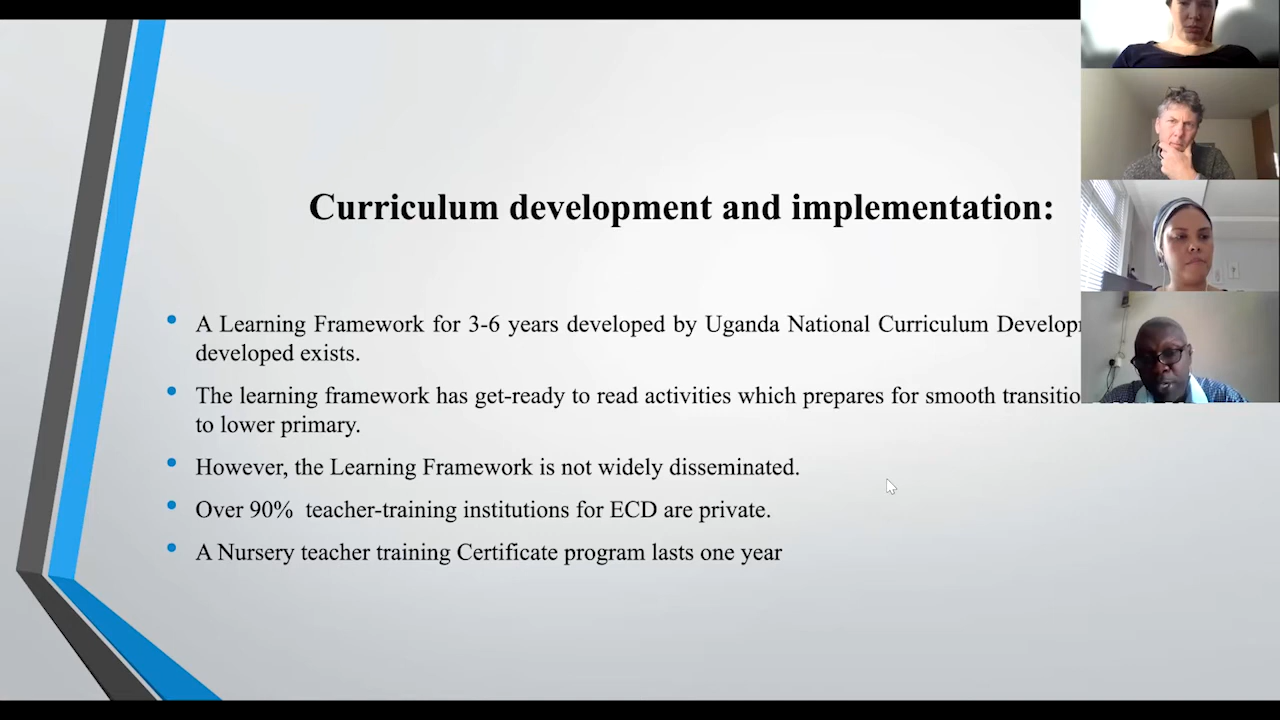 Curriculum development and implementation:
A Learning Framework for 3-6 years developed by Uganda National Curriculum
developed exists.
The learning framework has get-ready to read activities which prepares for smooth
to lower primary.
However, the Learning Framework is not widely disseminated.
Over 90% teacher-training institutions for ECD are private.
A Nursery teacher training Certificate program lasts one year